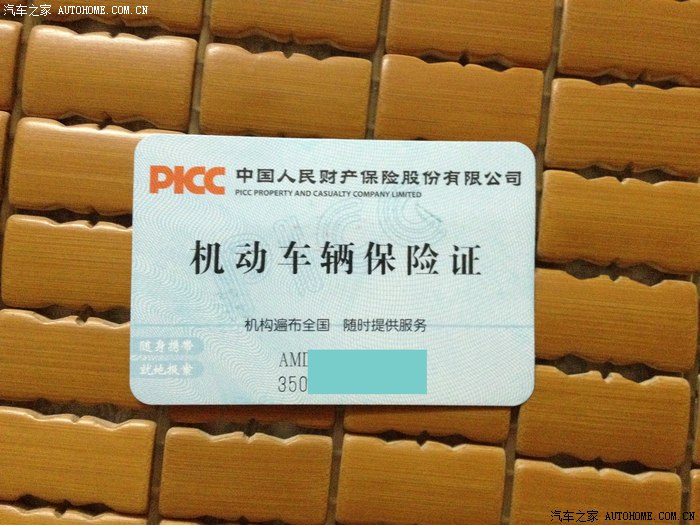 汽车之家 AUTOHOME.COM.CN
PICC 中国人民财产保险股份有限公司
PICC PROPERTY AND CASUALTY COMPANY LIMITED
机动车辆保险证
机构遍布全国 随时提供服务
随身携带
就地报案
AMD
350
汽车之家 AUTOHOME.COM.CN